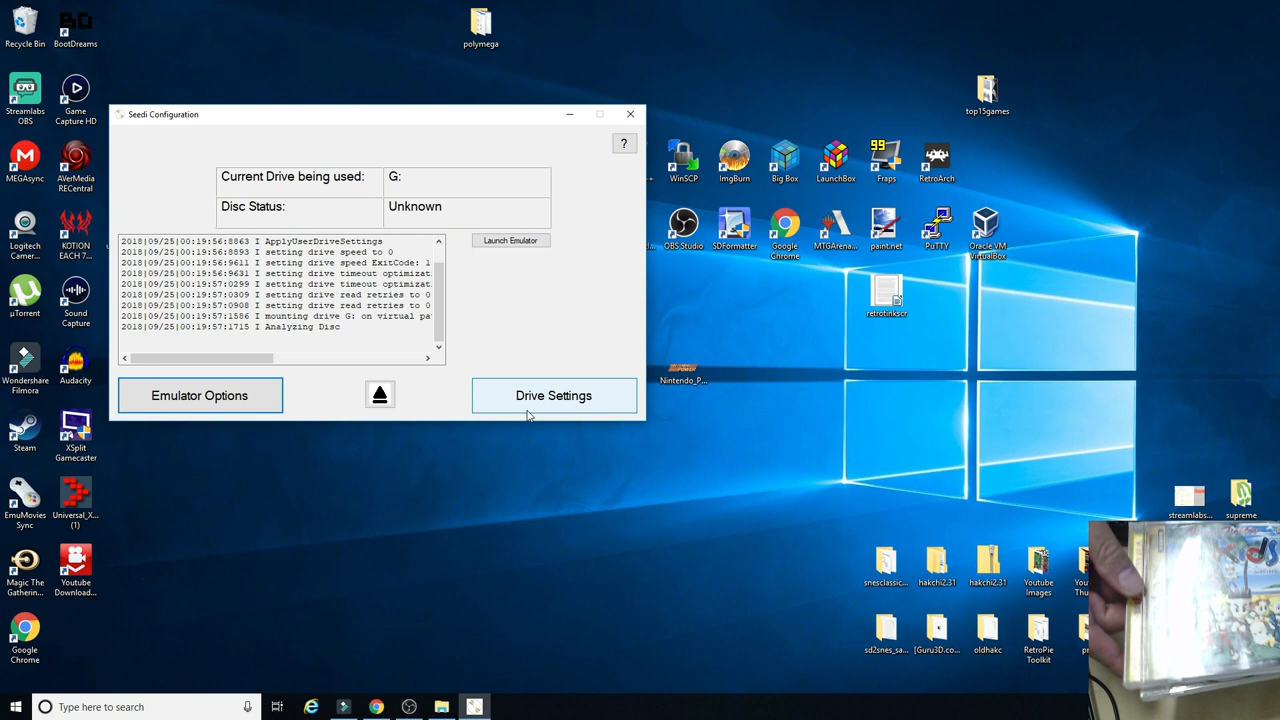 Recycle Bin
BootDreams
polymega
Streamlabs
OBS
Game
Capture HD
top15games
Seedi Configuration
?
Current Drive being used:
G:
Disc Status:
Unknown
2018|09/25|00:19:56:8863 I ApplyUserDriveSettings
2018|09/25|00:19:56:8893 I setting drive speed to 0
2018|09/25|00:19:56:9611 I setting drive speed ExitCode: 1
2018|09/25|00:19:56:9631 I setting drive timeout optimizat:
2018|09/25|00:19:57:0299 I setting drive timeout optimizat:
2018|09/25|00:19:57:0309 I setting drive read retries to 0
2018|09/25|00:19:57:0908 I setting drive read retries to 0
2018|09/25|00:19:57:1586 I mounting drive G: on virtual pa
2018|09/25|00:19:57:1715 I Analyzing Disc
Launch Emulator
Emulator Options
Drive Settings
MEGAsync
AVerMedia
RECentral
WinSCP
ImgBurn
Big Box
LaunchBox
99
Fraps
RetroArch
Logitech
Camer...
KOTION
EACH 7...
OBS Studio
SDFormatter
Google
Chrome
MTGArena...
paint.net
PuTTY
Oracle VM
VirtualBox
µTorrent
Sound
Capture
retrotinkscr
Wondershare
Filmora
Audacity
Nintendo_P...
Steam
XSplit
Gamecaster
EmuMovies
Sync
Universal_X...
(1)
streamlabs...
supreme
Magic The
Gatherin...
Youtube
Download...
snesclassic...
hakchi2.31
hakchi2.31
Youtube
Images
You
Thu
Google
Chrome
sd2snes_sa...
[Guru3D.co...
oldhakc
RetroPie
Toolkit
pr
Type here to search